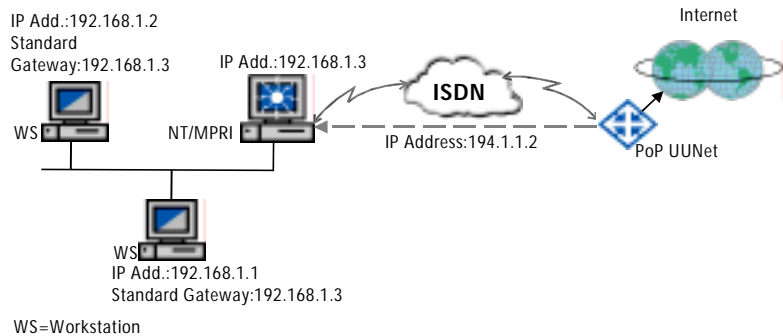 IP Add.:192.168.1.2
Standard
Gateway:192.168.1.3
WS
IP Add.:192.168.1.3
NT/MPRI
ISDN
IP Address:194.1.1.2
Internet
PoP UUNet
WS
IP Add.:192.168.1.1
Standard Gateway:192.168.1.3
WS=Workstation